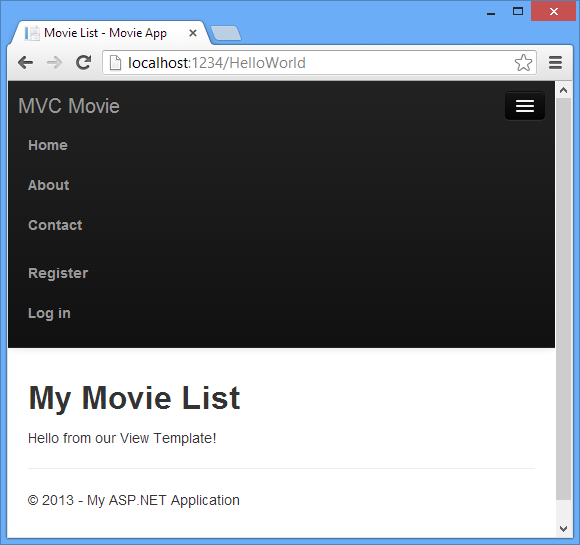 Movie List - Movie App
localhost:1234/HelloWorld
MVC Movie
Home
About
Contact
Register
Log in
My Movie List
Hello from our View Template!
© 2013 - My ASP.NET Application